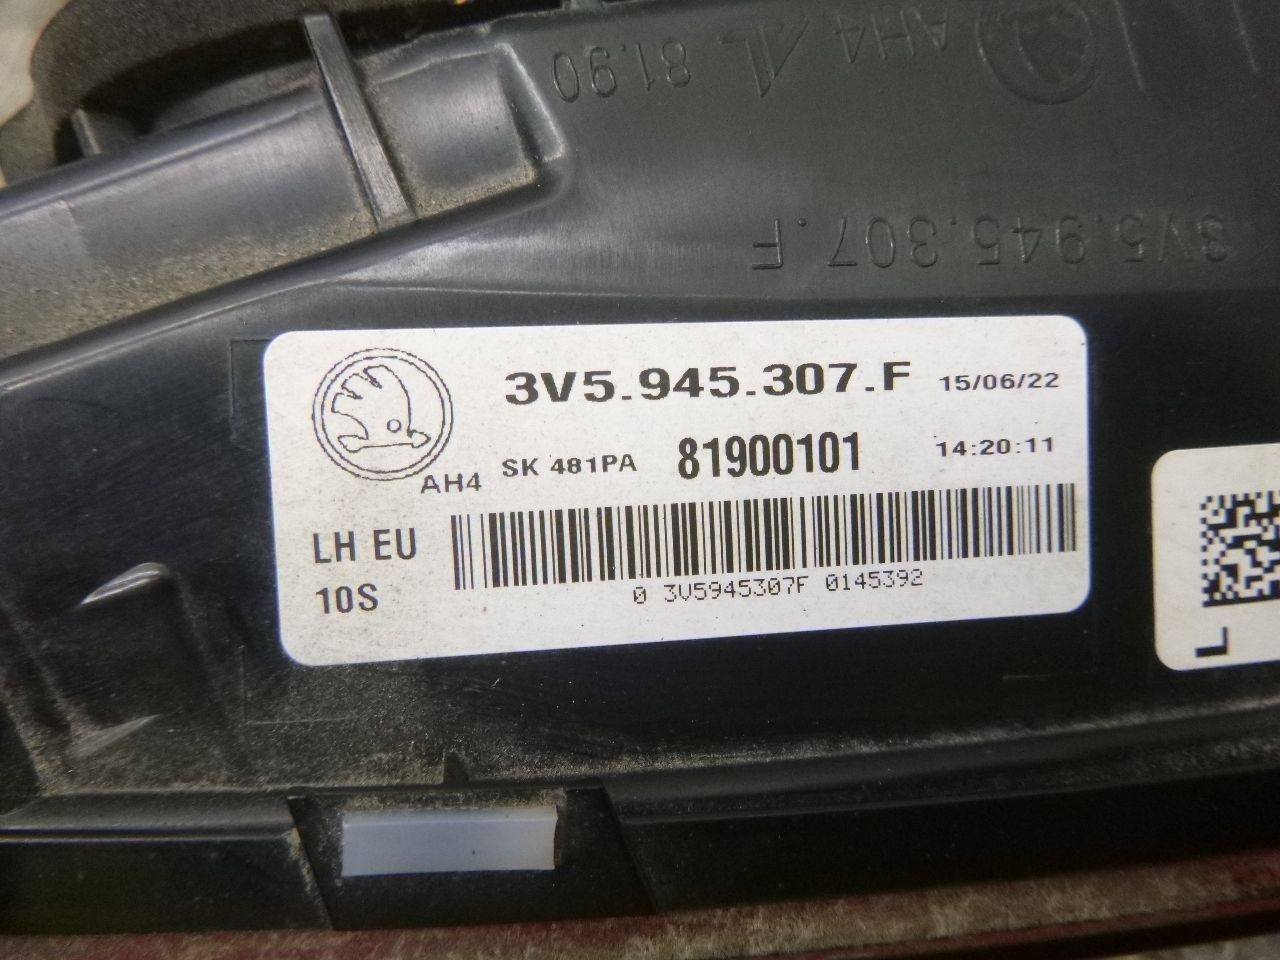 81.90 AH4
3V5.945.307.F
3V5.945.307.F 15/06/22
AH4 SK 481PA 81900101 14:20:11
LH EU
10S
0 3V5945307F 0145392
L